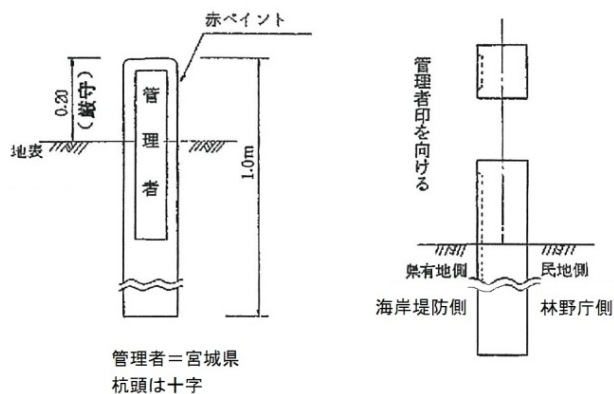 赤ペイント
0.20
(厳守)
管理者
地表
1.0m
管理者＝宮城県
杭頭は十字
管理者印を向ける
県有地側
民地側
海岸堤防側
林野庁側